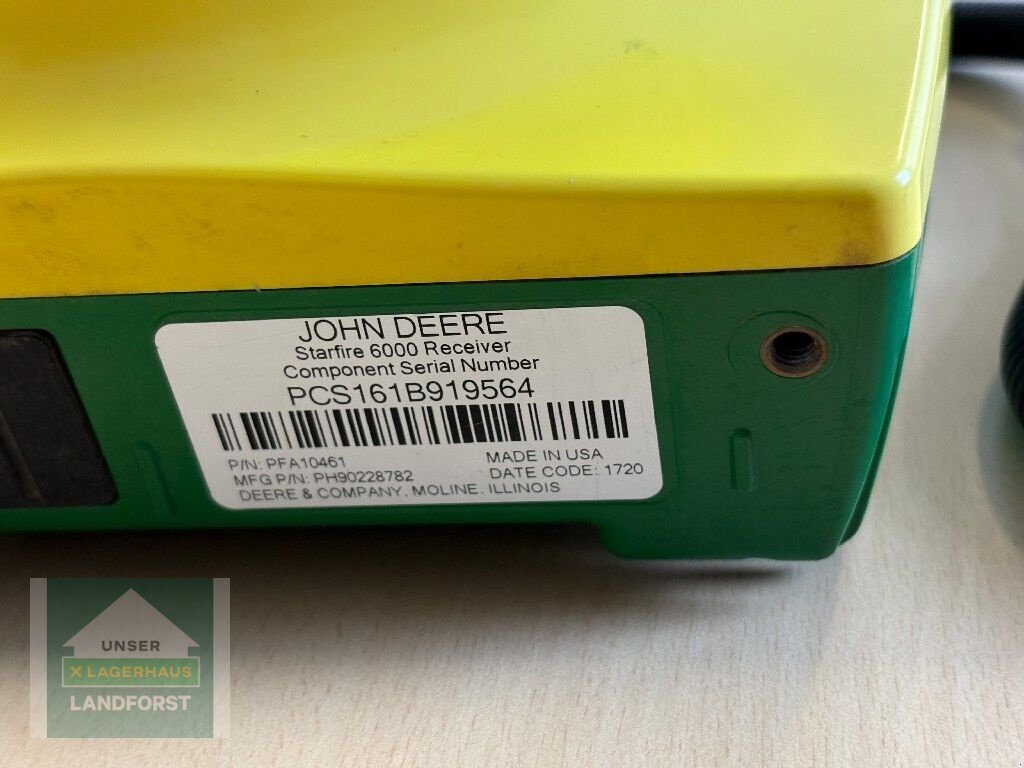 JOHN DEERE
Starfire 6000 Receiver
Component Serial Number
PCS161B919564
P/N: PFA10461
MADE IN USA
MFG P/N: PH90228782
DATE CODE: 1720
DEERE & COMPANY. MOLINE. ILLINOIS
UNSER
X LAGERHAUS
LANDFORST